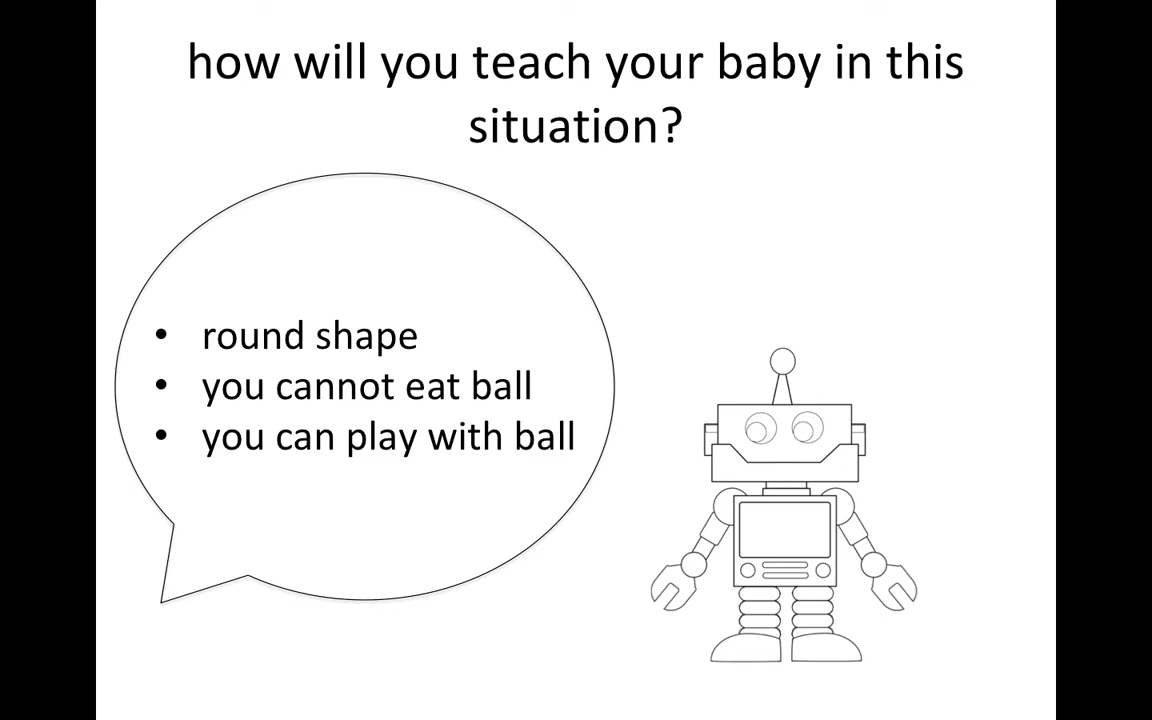 how will you teach your baby in this
situation?
• round shape
• you cannot eat ball
• you can play with ball